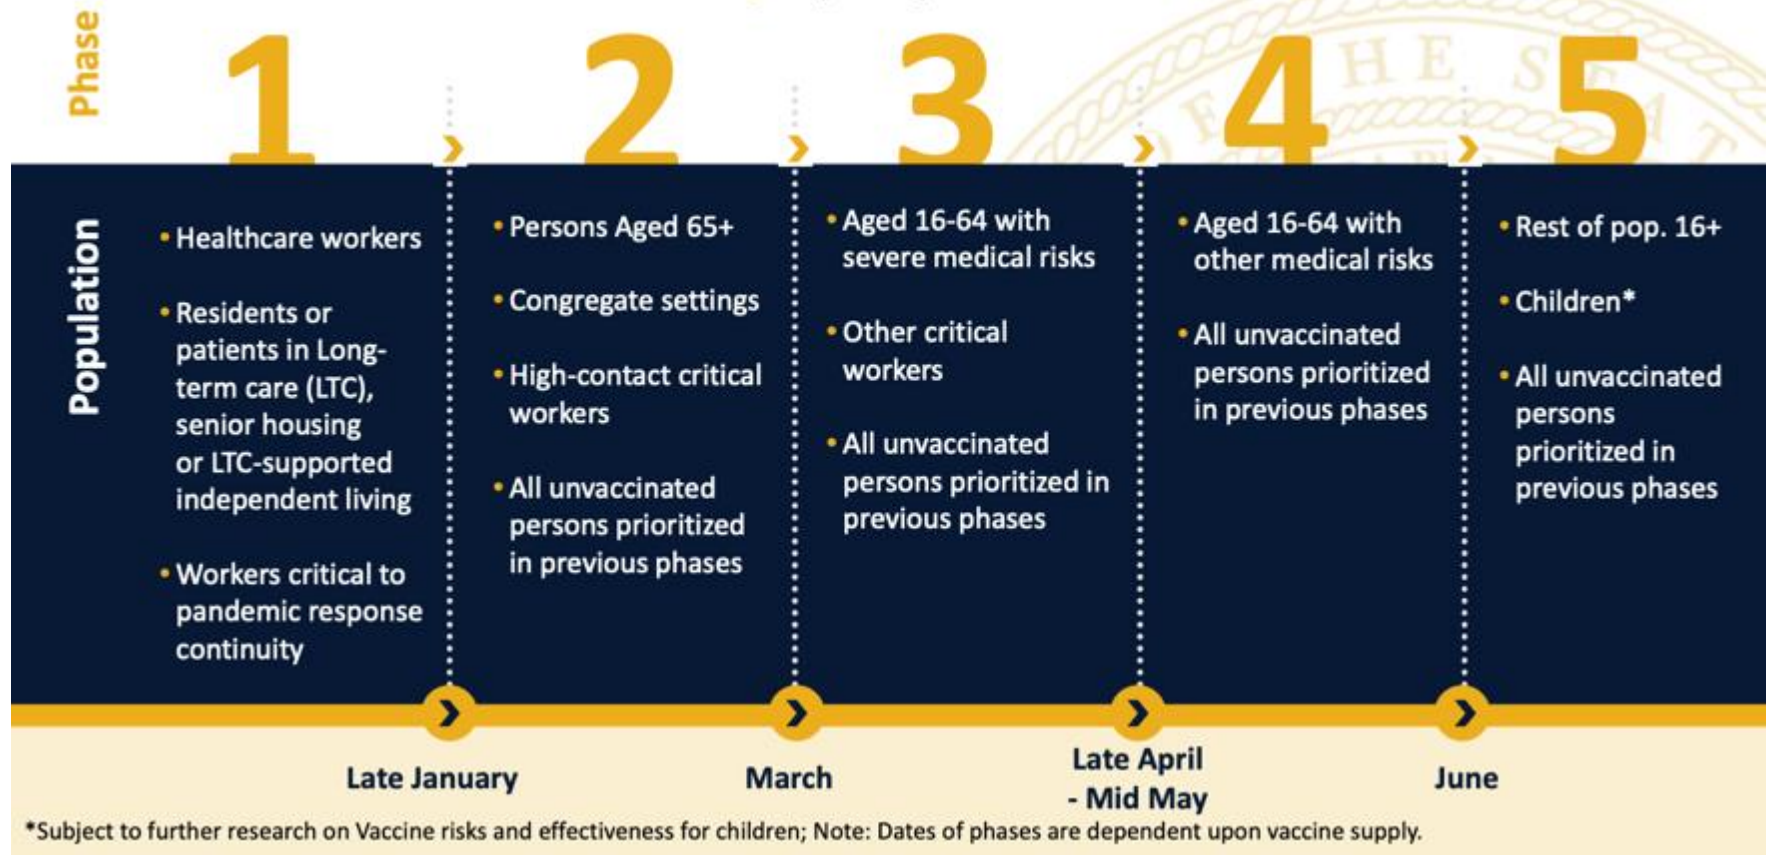 Phase
1
2
3
4
5
THE SEAT
OF
Population
• Healthcare workers
• Residents or
patients in Long-
term care (LTC),
senior housing
or LTC-supported
independent living
• Workers critical to
pandemic response
continuity
• Persons Aged 65+
• Congregate settings
• High-contact critical
workers
• All unvaccinated
persons prioritized
in previous phases
• Aged 16-64 with
severe medical risks
• Other critical
workers
• All unvaccinated
persons prioritized in
previous phases
• Aged 16-64 with
other medical risks
• All unvaccinated
persons prioritized
in previous phases
• Rest of pop. 16+
• Children*
• All unvaccinated
persons
prioritized in
previous phases
Late January
March
Late April
- Mid May
June
*Subject to further research on Vaccine risks and effectiveness for children; Note: Dates of phases are dependent upon vaccine supply.